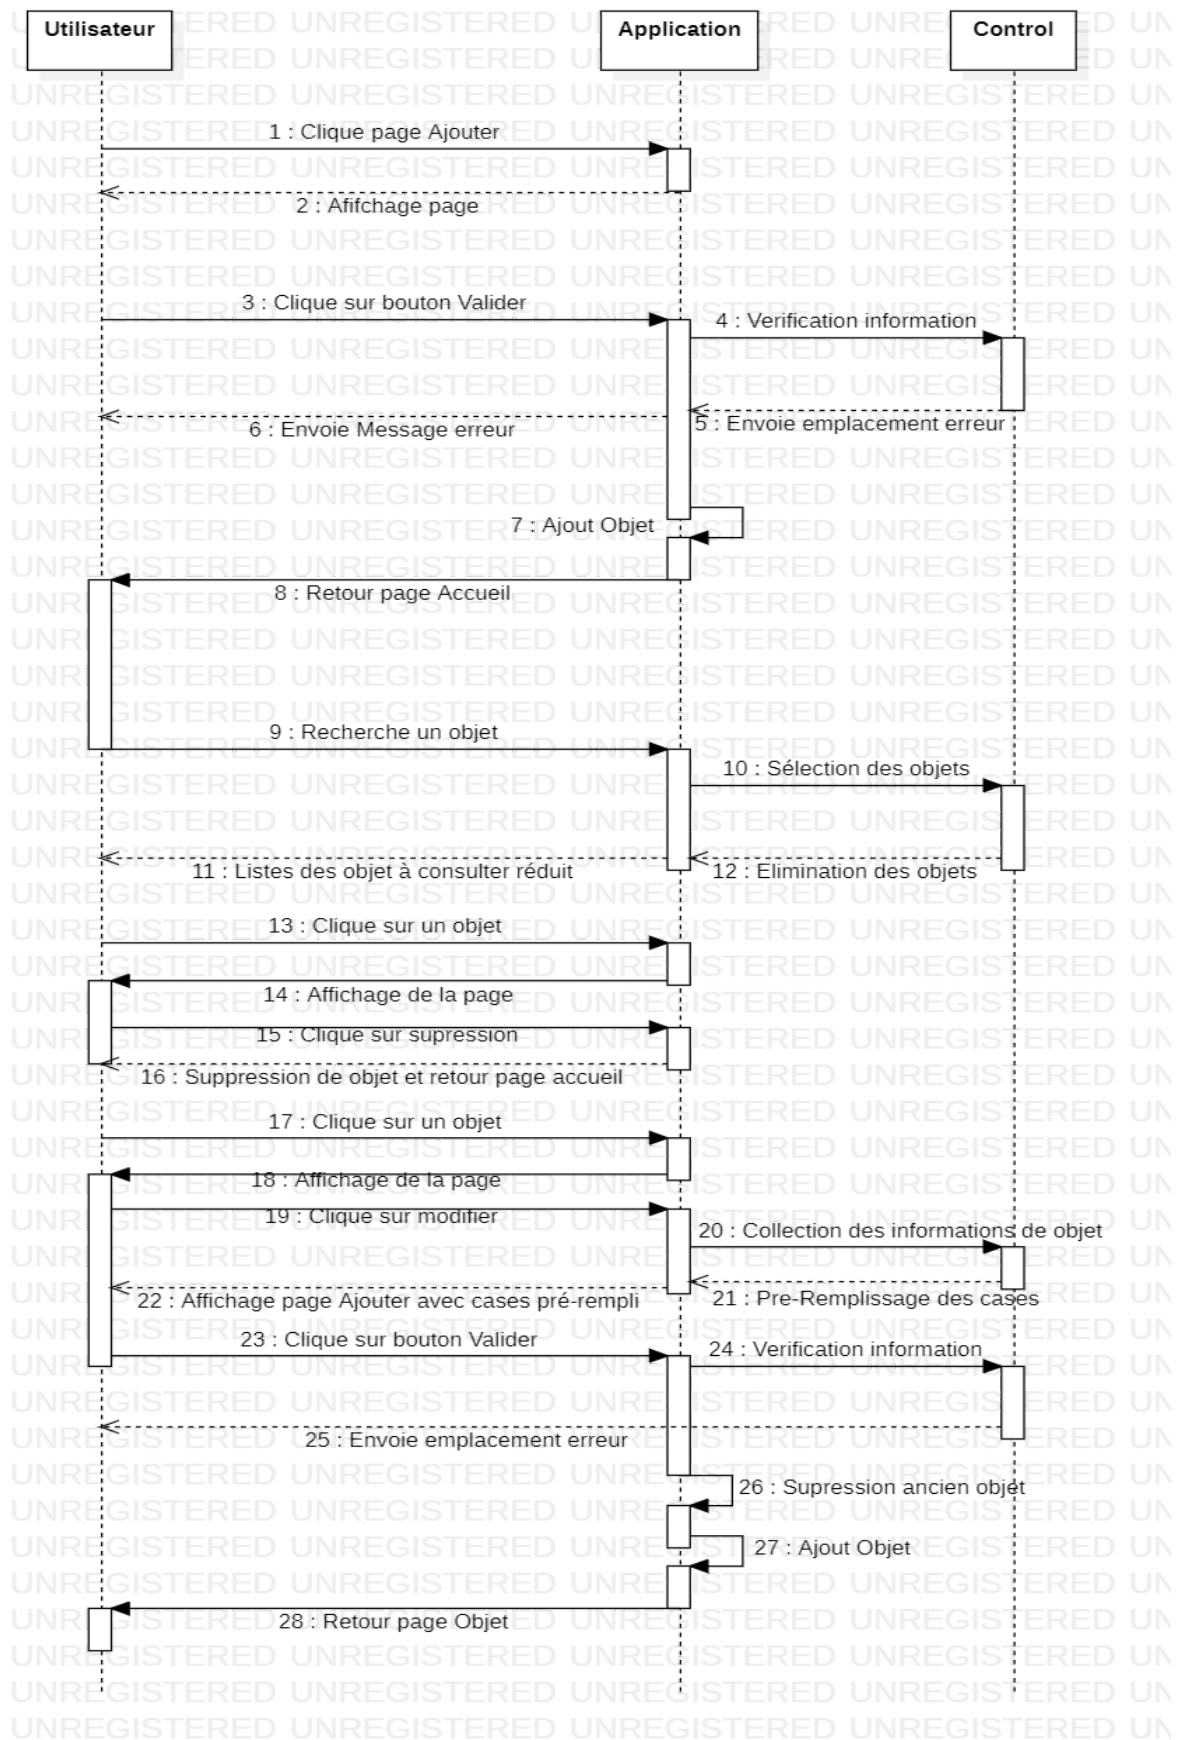 Utilisateur
Application
Control
1 : Clique page Ajouter
2 : Afifchage page
3 : Clique sur bouton Valider
4 : Verification information
5 : Envoie emplacement erreur
6 : Envoie Message erreur
7 : Ajout Objet
8 : Retour page Accueil
9 : Recherche un objet
10 : Sélection des objets
11 : Listes des objet à consulter réduit
12 : Elimination des objets
13 : Clique sur un objet
14 : Affichage de la page
15 : Clique sur supression
16 : Suppression de objet et retour page accueil
17 : Clique sur un objet
18 : Affichage de la page
19 : Clique sur modifier
20 : Collection des informations de objet
21 : Pre-Remplissage des cases
22 : Affichage page Ajouter avec cases pré-rempli
23 : Clique sur bouton Valider
24 : Verification information
25 : Envoie emplacement erreur
26 : Supression ancien objet
27 : Ajout Objet
28 : Retour page Objet
UNREGISTERED